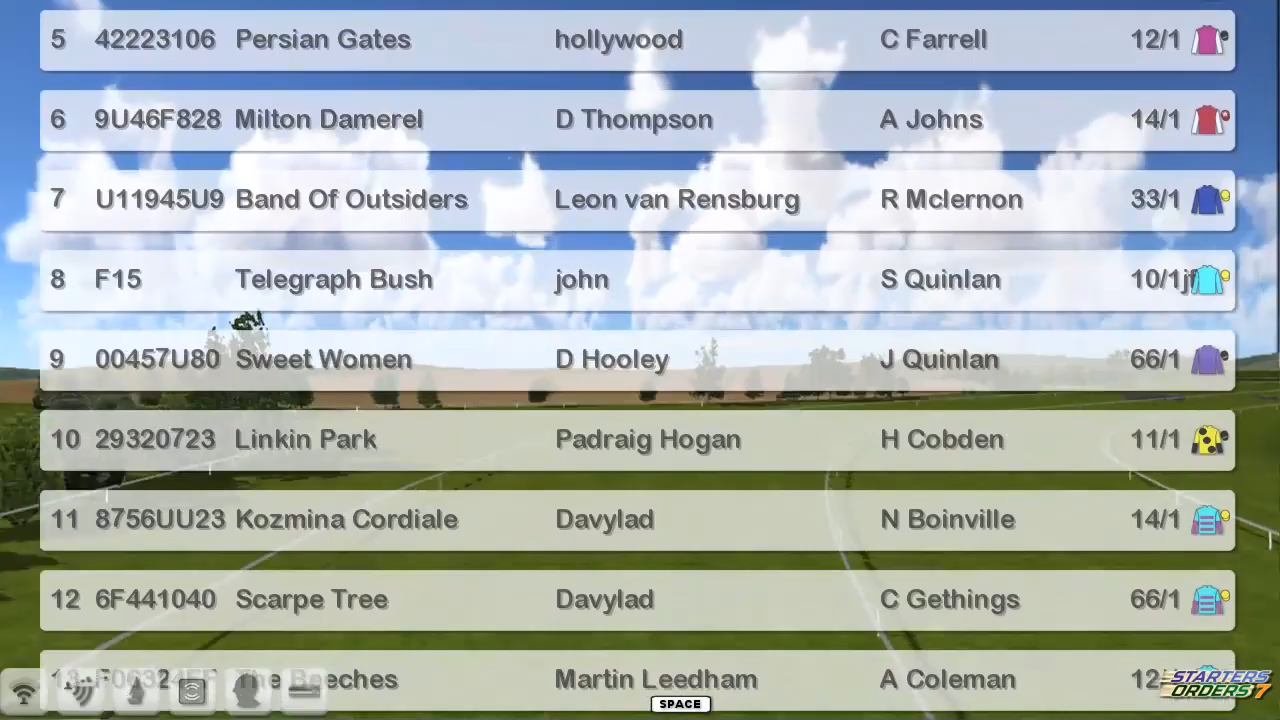 5 42223106 Persian Gates hollywood C Farrell 12/1
6 9U46F828 Milton Damerel D Thompson A Johns 14/1
7 U11945U9 Band Of Outsiders Leon van Rensburg R Mclernon 33/1
8 F15 Telegraph Bush john S Quinlan 10/1jf
9 00457U80 Sweet Women D Hooley J Quinlan 66/1
10 29320723 Linkin Park Padraig Hogan H Cobden 11/1
11 8756UU23 Kozmina Cordiale Davylad N Boinville 14/1
12 6F441040 Scarpe Tree Davylad C Gethings 66/1
13 The Beeches Martin Leedham A Coleman
STARTERS
ORDERS 7
SPACE